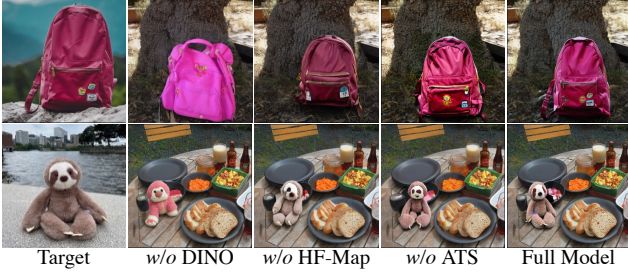 Target
w/o DINO
w/o HF-Map
w/o ATS
Full Model